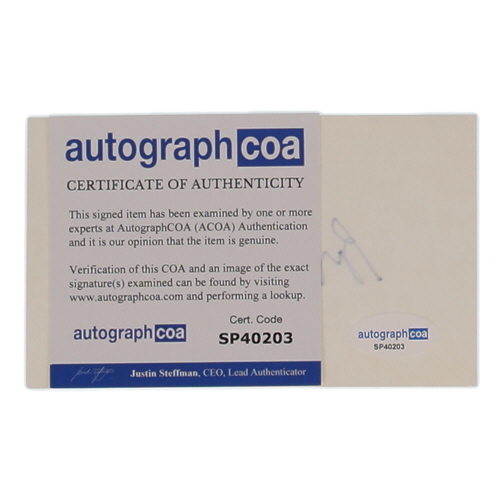 autographcoa
CERTIFICATE OF AUTHENTICITY
This signed item has been examined by one or more
experts at AutographCOA (ACOA) Authentication
and it is our opinion that the item is genuine.
Verification of this COA and an image of the exact
signature(s) examined can be found by visiting
www.autographcoa.com and performing a lookup.
autographcoa
Cert. Code
SP40203
Justin Steffman, CEO, Lead Authenticator
autographcoa
SP40203